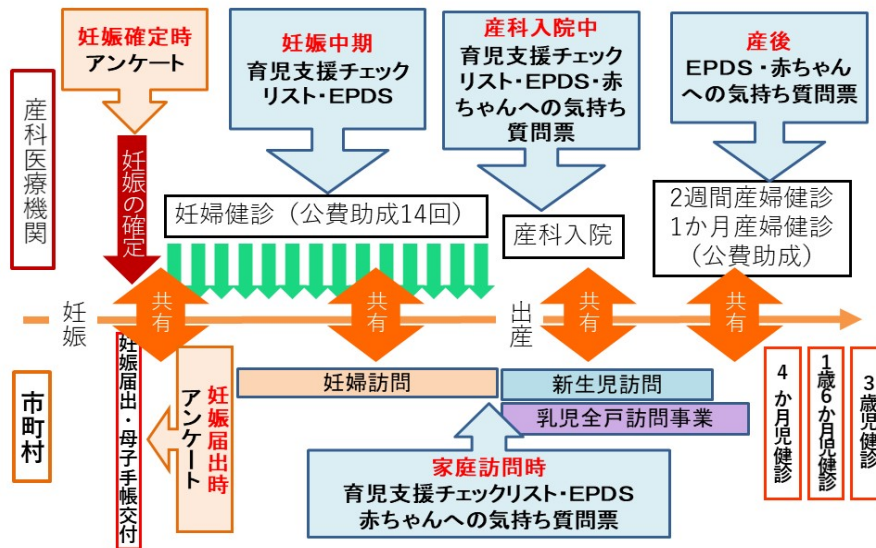 妊娠確定時
アンケート
妊娠中期
育児支援チェック
リスト・EPDS
産科入院中
育児支援チェック
リスト・EPDS・赤
ちゃんへの気持ち
質問票
産後
EPDS・赤ちゃん
への気持ち質問票
産科医療機関
妊娠の確定
妊婦健診（公費助成14回）
産科入院
2週間産婦健診
1か月産婦健診
（公費助成）
妊娠
共有
共有
出産
共有
共有
市町村
妊娠届出・母子手帳交付
妊娠届出時
アンケート
妊婦訪問
新生児訪問
乳児全戸訪問事業
家庭訪問時
育児支援チェックリスト・EPDS
赤ちゃんへの気持ち質問票
4か月児健診
1歳6か月児健診
3歳児健診